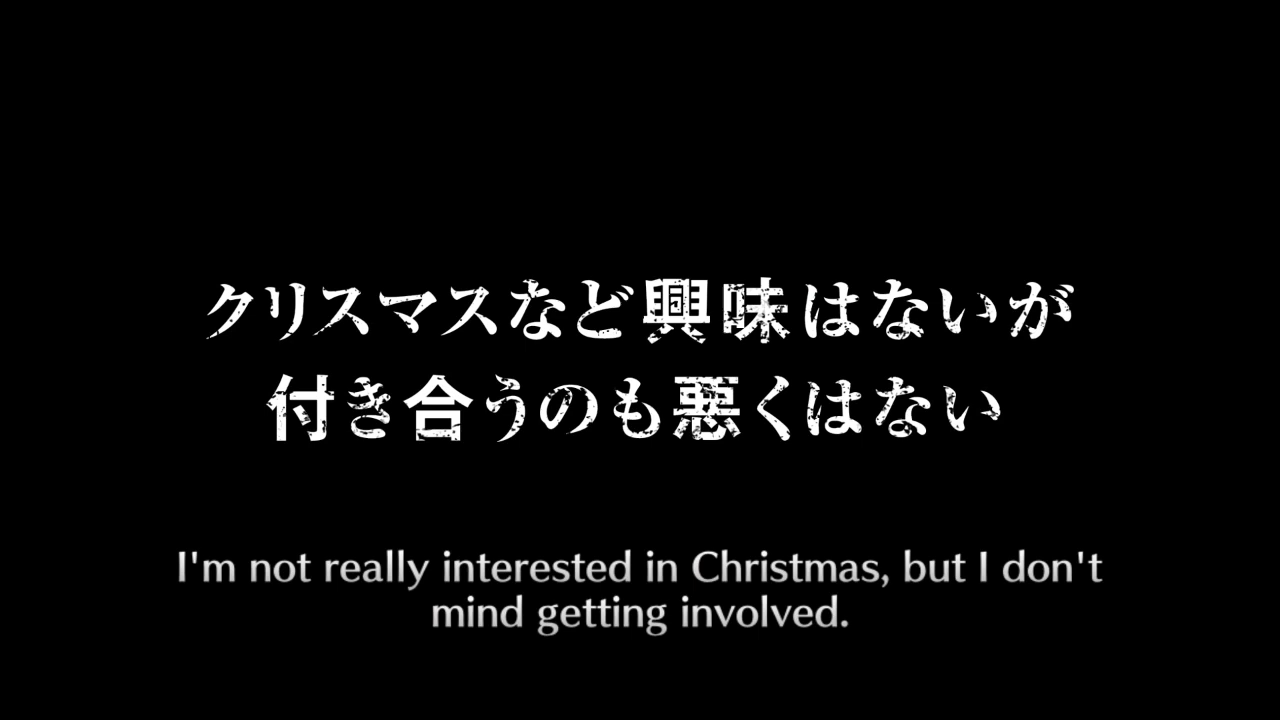 クリスマスなど興味はないが
付き合うのも悪くはない
I'm not really interested in Christmas, but I don't
mind getting involved.